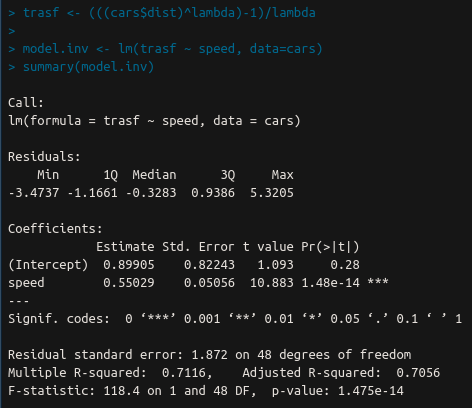 > trasf <- (((cars$dist)^lambda)-1)/lambda
>
> model.inv <- lm(trasf ~ speed, data=cars)
> summary(model.inv)

Call:
lm(formula = trasf ~ speed, data = cars)

Residuals:
    Min      1Q  Median      3Q     Max
-3.4737 -1.1661 -0.3283  0.9386  5.3205

Coefficients:
            Estimate Std. Error t value Pr(>|t|)
(Intercept)  0.89905    0.82243   1.093     0.28
speed        0.55029    0.05056  10.883 1.48e-14 ***
---
Signif. codes:  0 ‘***’ 0.001 ‘**’ 0.01 ‘*’ 0.05 ‘.’ 0.1 ‘ ’ 1

Residual standard error: 1.872 on 48 degrees of freedom
Multiple R-squared:  0.7116,    Adjusted R-squared:  0.7056
F-statistic: 118.4 on 1 and 48 DF,  p-value: 1.475e-14